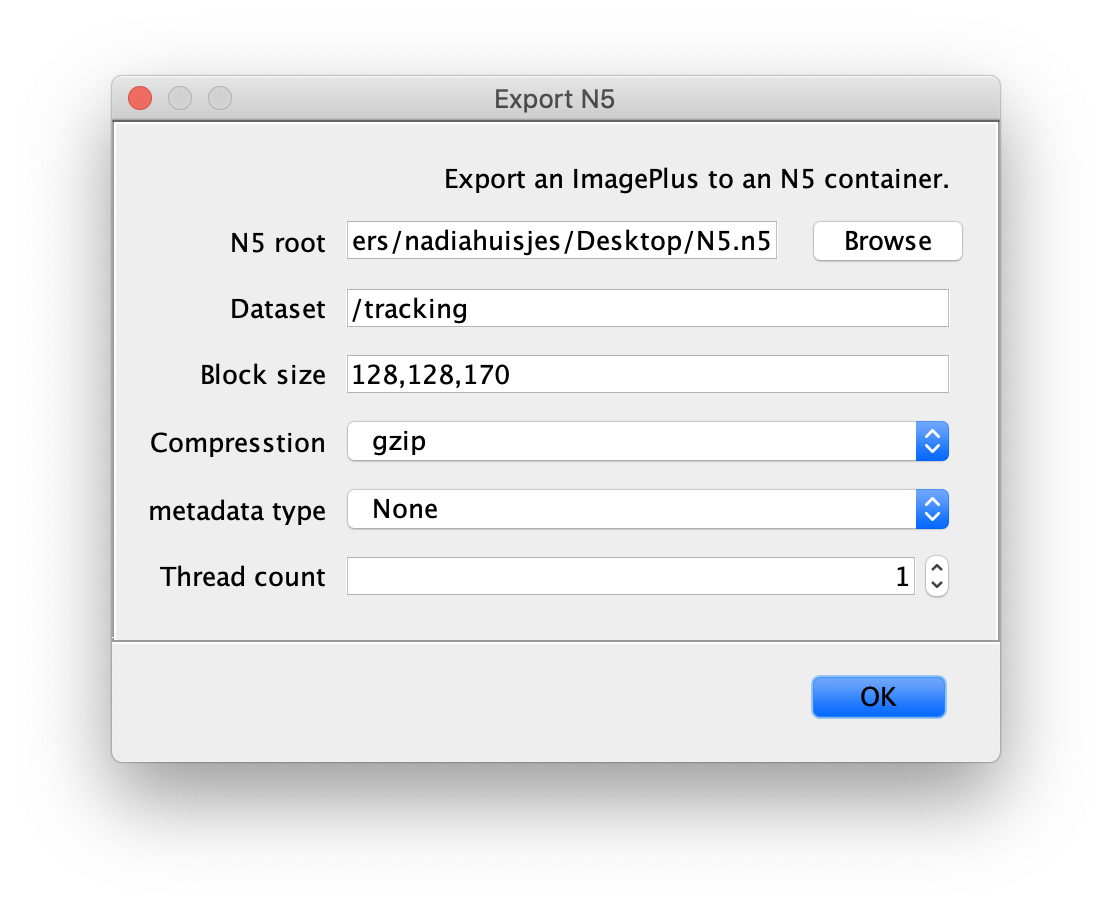 Export N5
Export an ImagePlus to an N5 container.
N5 root ers/nadiahuisjes/Desktop/N5.n5 Browse
Dataset /tracking
Block size 128,128,170
Compresstion gzip
metadata type None
Thread count 1
OK